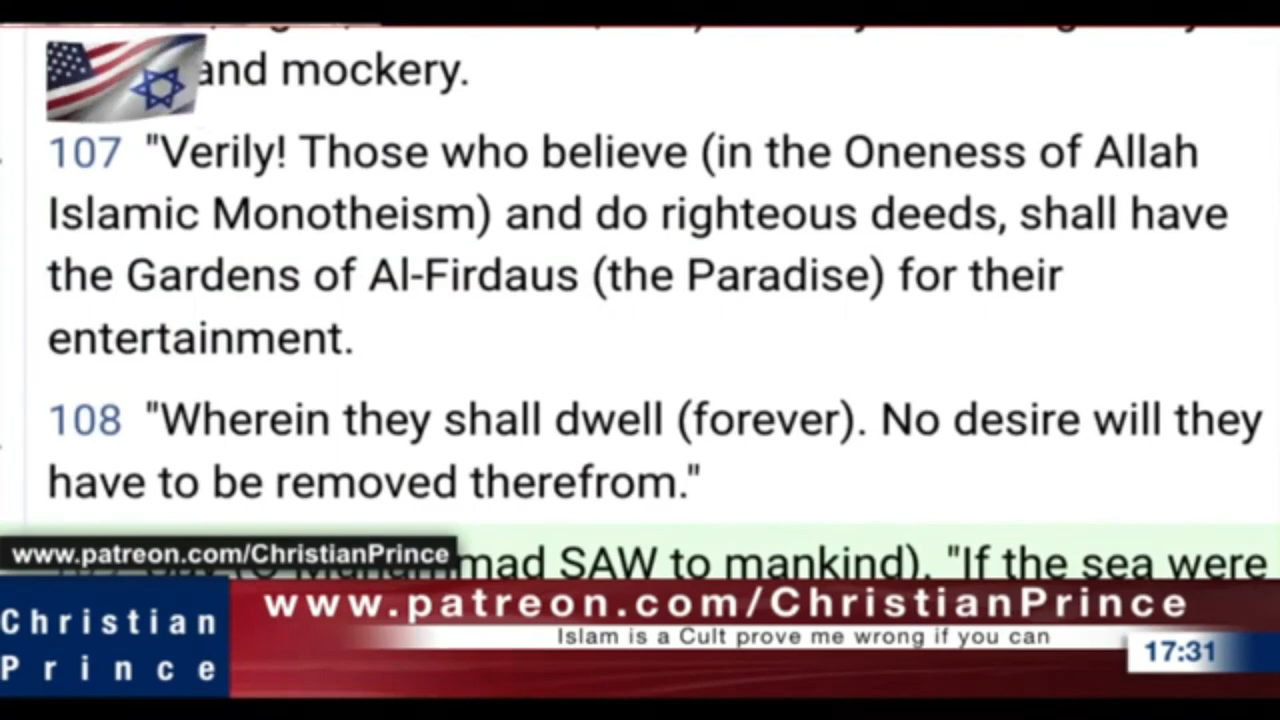 and mockery.
107 "Verily! Those who believe (in the Oneness of Allah
Islamic Monotheism) and do righteous deeds, shall have
the Gardens of Al-Firdaus (the Paradise) for their
entertainment.
108 "Wherein they shall dwell (forever). No desire will they
have to be removed therefrom."
mad SAW to mankind). "If the sea were
www.patreon.com/ChristianPrince
www.patreon.com/ChristianPrince
Islam is a Cult prove me wrong if you can
Christian
Prince
17:31